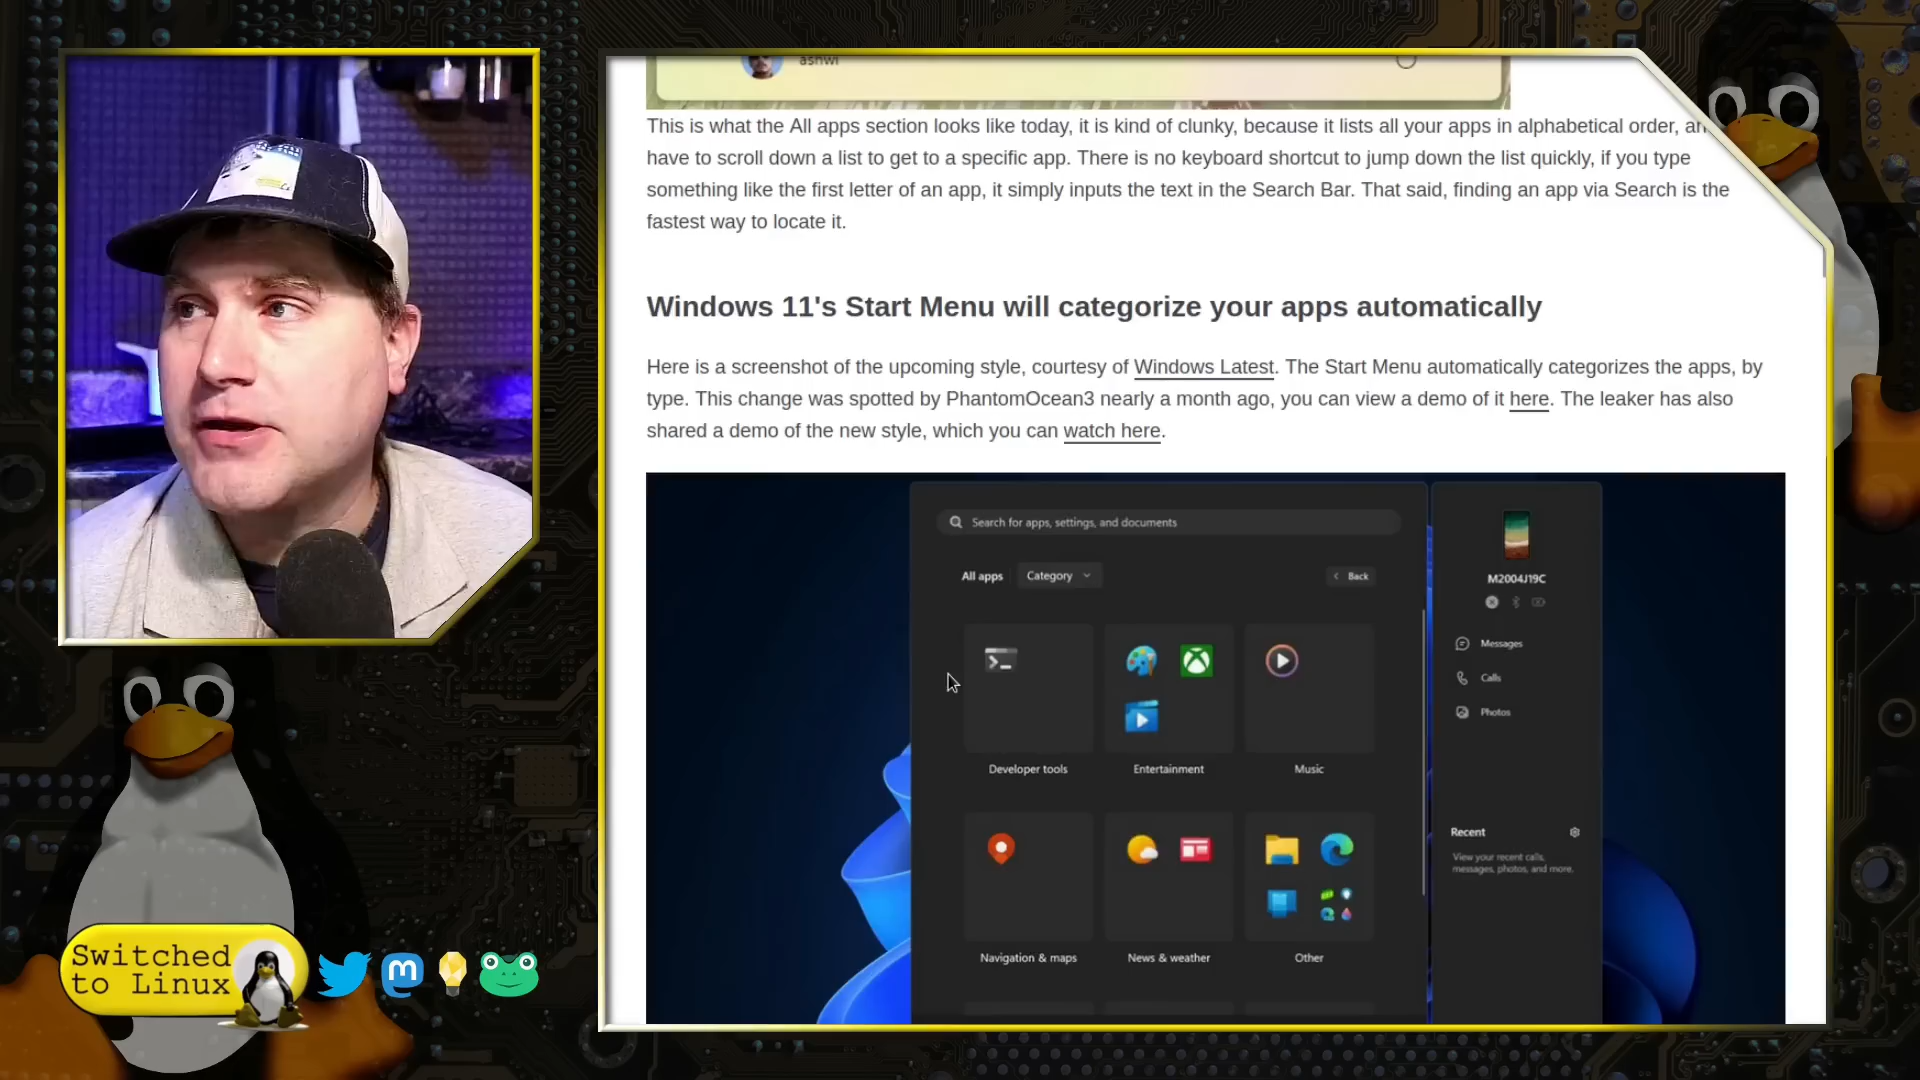 ashwi
This is what the All apps section looks like today, it is kind of clunky, because it lists all your apps in alphabetical order, an
have to scroll down a list to get to a specific app. There is no keyboard shortcut to jump down the list quickly, if you type
something like the first letter of an app, it simply inputs the text in the Search Bar. That said, finding an app via Search is the
fastest way to locate it.
Windows 11's Start Menu will categorize your apps automatically
Here is a screenshot of the upcoming style, courtesy of Windows Latest. The Start Menu automatically categorizes the apps, by
type. This change was spotted by PhantomOcean3 nearly a month ago, you can view a demo of it here. The leaker has also
shared a demo of the new style, which you can watch here.
Search for apps, settings, and documents
All apps
Category
Back
Developer tools
Entertainment
Music
Navigation & maps
News & weather
Other
M2004J19C
Messages
Calls
Photos
Recent
View your recent calls,
messages, photos, and more.
Switched
to Linux